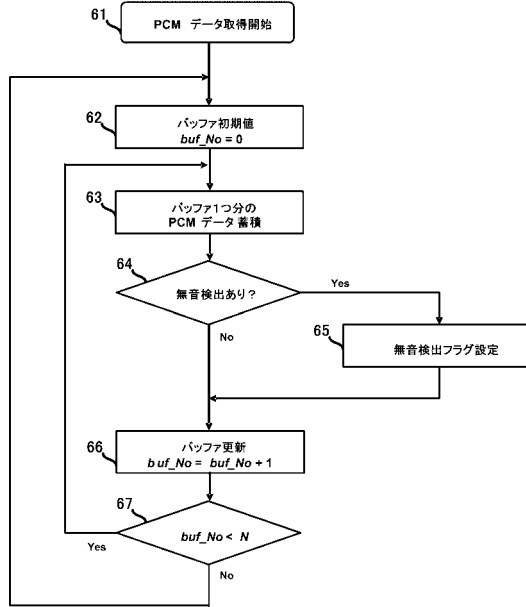 61
PCM データ取得開始
62
バッファ初期値
buf_No = 0
63
バッファ1つ分の
PCM データ 蓄積
64
無音検出あり?
Yes
No
65
無音検出フラグ設定
66
バッファ更新
buf_No = buf_No + 1
67
buf_No < N
Yes
No